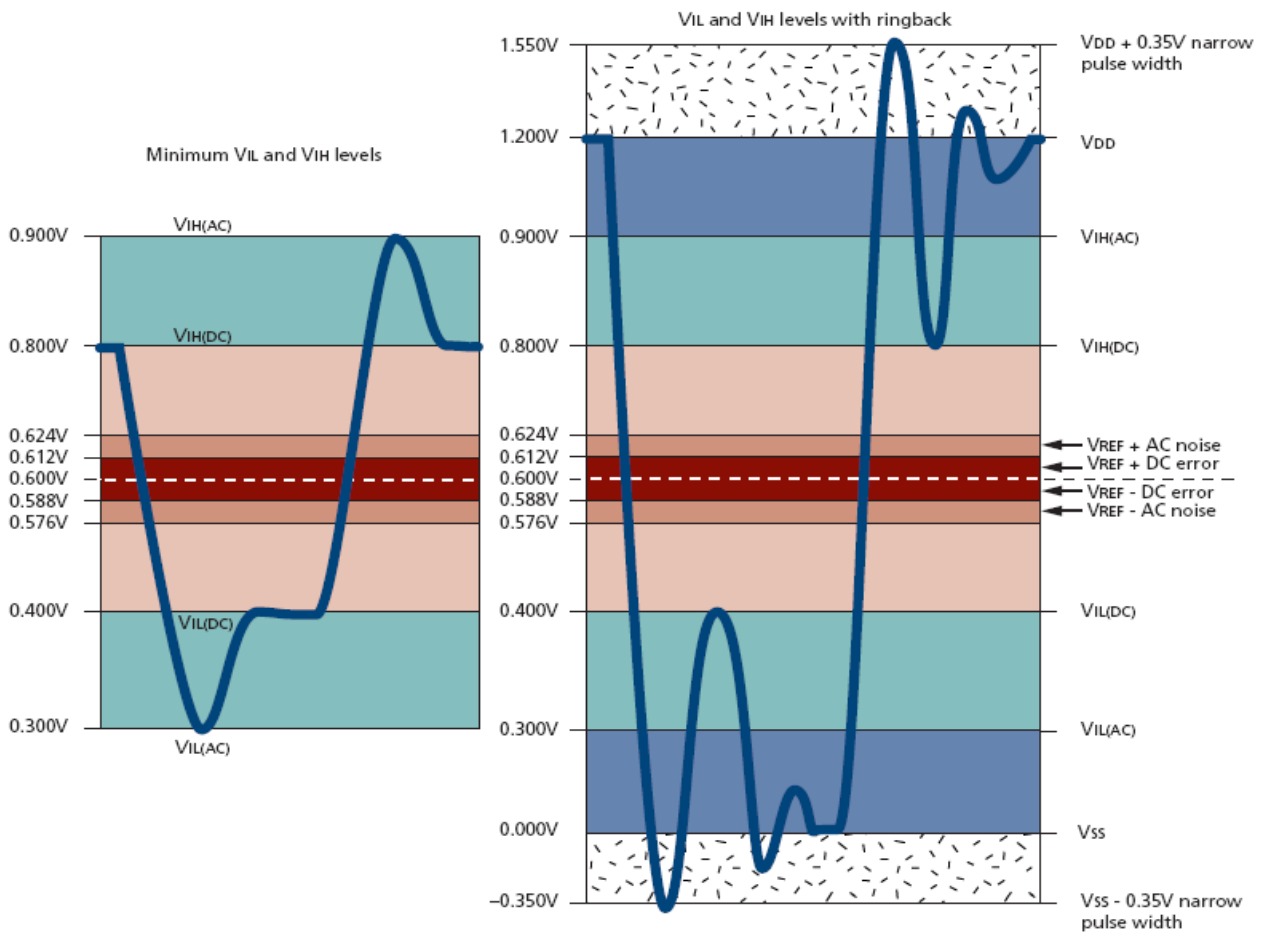 VIL and VIH levels with ringback
Minimum VIL and VIH levels
VIH(AC)
0.900V
VIH(DC)
0.800V
0.624V
0.612V
0.600V
0.588V
0.576V
0.400V
VIL(DC)
0.300V
VIL(AC)
1.550V
VDD + 0.35V narrow
pulse width
1.200V
VDD
0.900V
VIH(AC)
0.800V
VIH(DC)
0.624V
VREF + AC noise
0.612V
VREF + DC error
0.600V
0.588V
VREF - DC error
0.576V
VREF - AC noise
0.400V
VIL(DC)
0.300V
VIL(AC)
0.000V
VSS
–0.350V
VSS - 0.35V narrow
pulse width